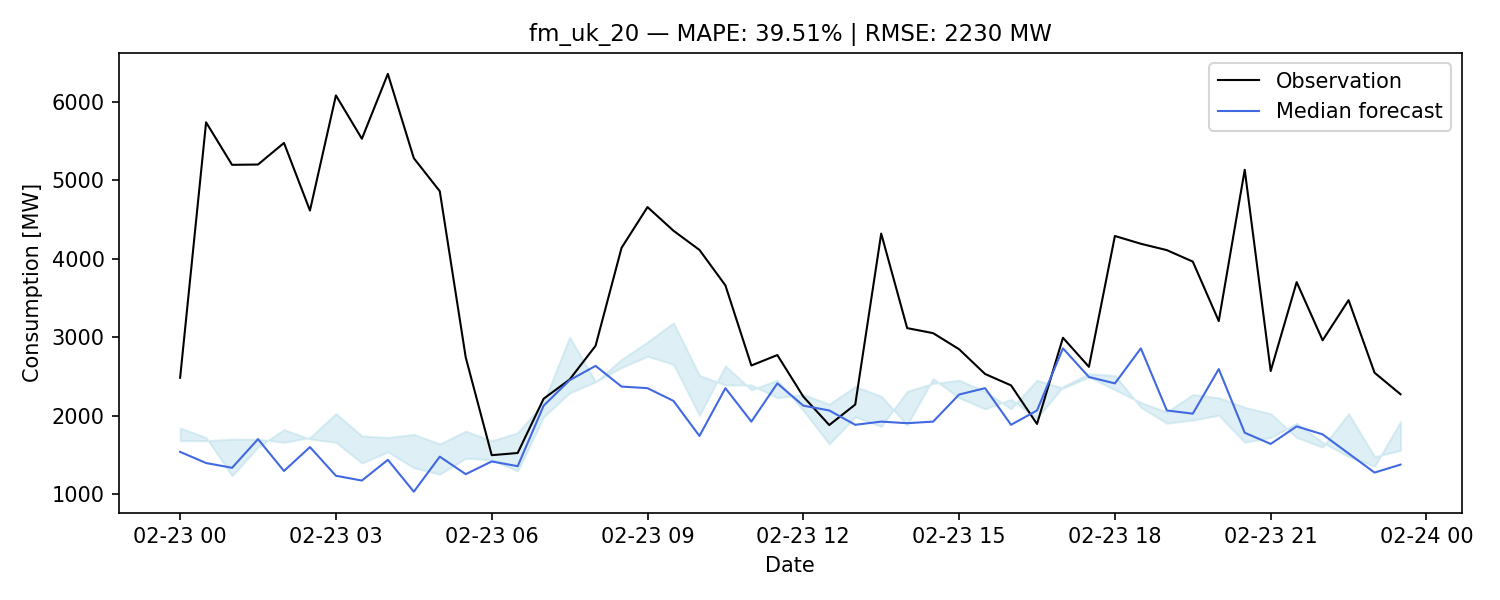 fm_uk_20 — MAPE: 39.51% | RMSE: 2230 MW
Observation
Median forecast
Consumption [MW]
6000
5000
4000
3000
2000
1000
02-23 00 02-23 03 02-23 06 02-23 09 02-23 12 02-23 15 02-23 18 02-23 21 02-24 00
Date